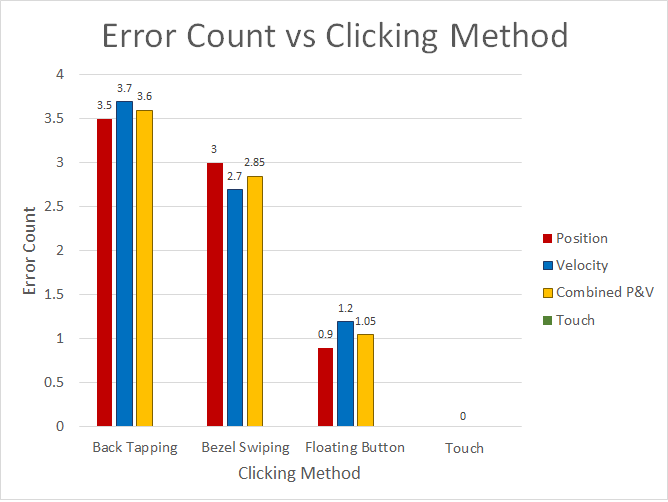 Error Count vs Clicking Method
4
3.5
3
2.5
2
1.5
1
0.5
0
Error Count
3.5
3.7
3.6
3
2.7
2.85
0.9
1.2
1.05
0
Back Tapping
Bezel Swiping
Floating Button
Touch
Clicking Method
Position
Velocity
Combined P&V
Touch